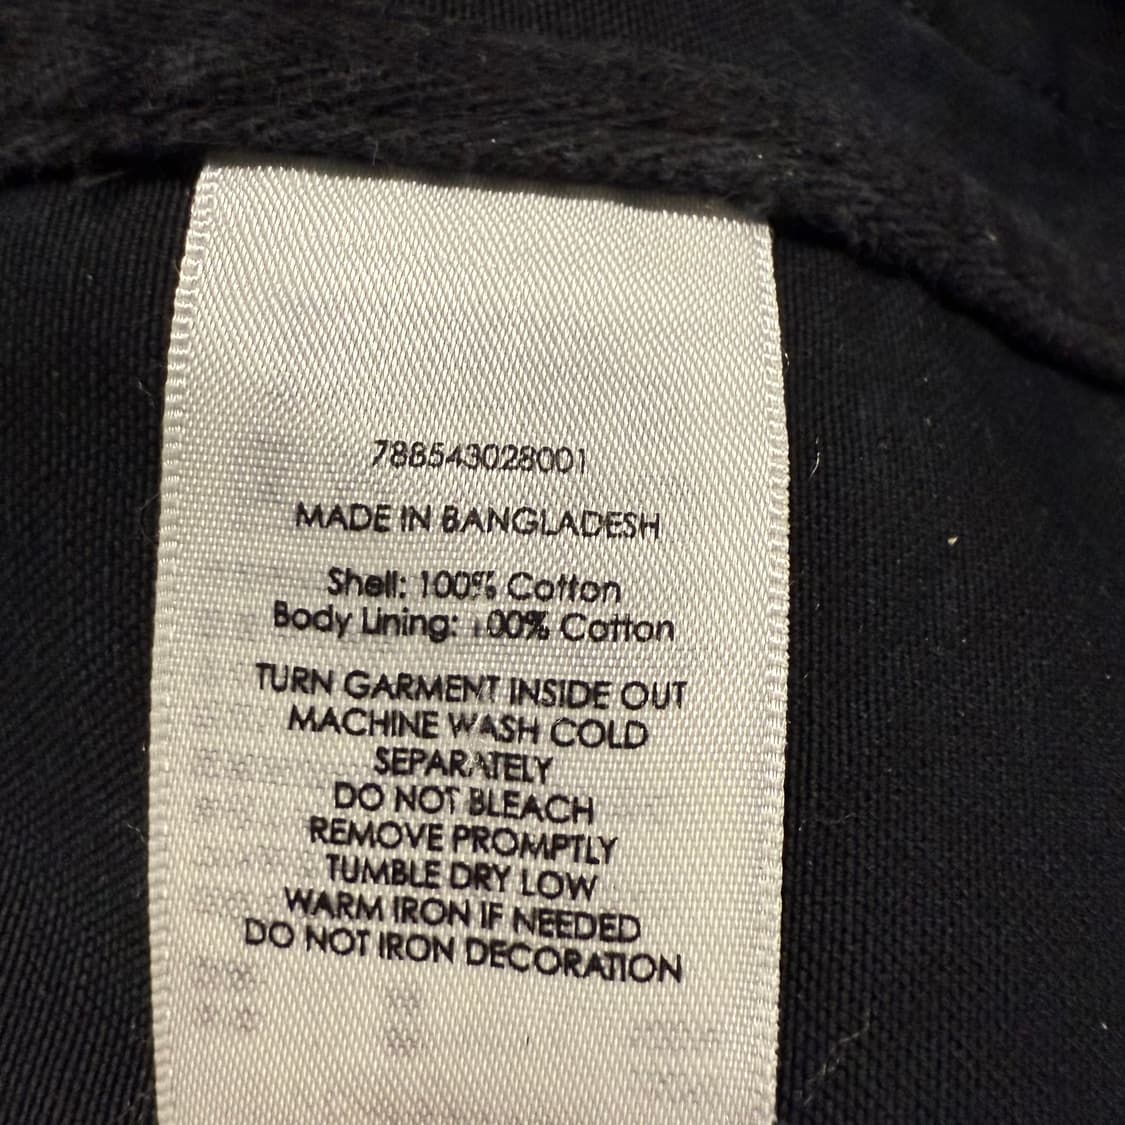 788543028001
MADE IN BANGLADESH
Shell: 100% Cotton
Body Lining: 100% Cotton
TURN GARMENT INSIDE OUT
MACHINE WASH COLD
SEPARATELY
DO NOT BLEACH
REMOVE PROMPTLY
TUMBLE DRY LOW
WARM IRON IF NEEDED
DO NOT IRON DECORATION